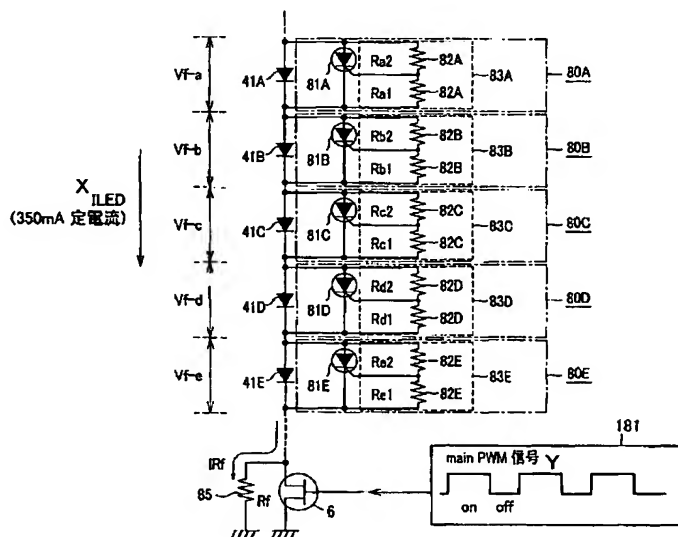 Vf-a
41A
81A
Ra2
Ra1
82A
82A
83A
80A
Vf-b
41B
81B
Rb2
Rb1
82B
82B
83B
80B
X ILED
(350mA 定電流)
Vf-c
41C
81C
Rc2
Rc1
82C
82C
83C
80C
Vf-d
41D
81D
Rd2
Rd1
82D
82D
83D
80D
Vf-e
41E
81E
Re2
Re1
82E
82E
83E
80E
181
main PWM 信号 Y
on off
IRf
85
Rf
6